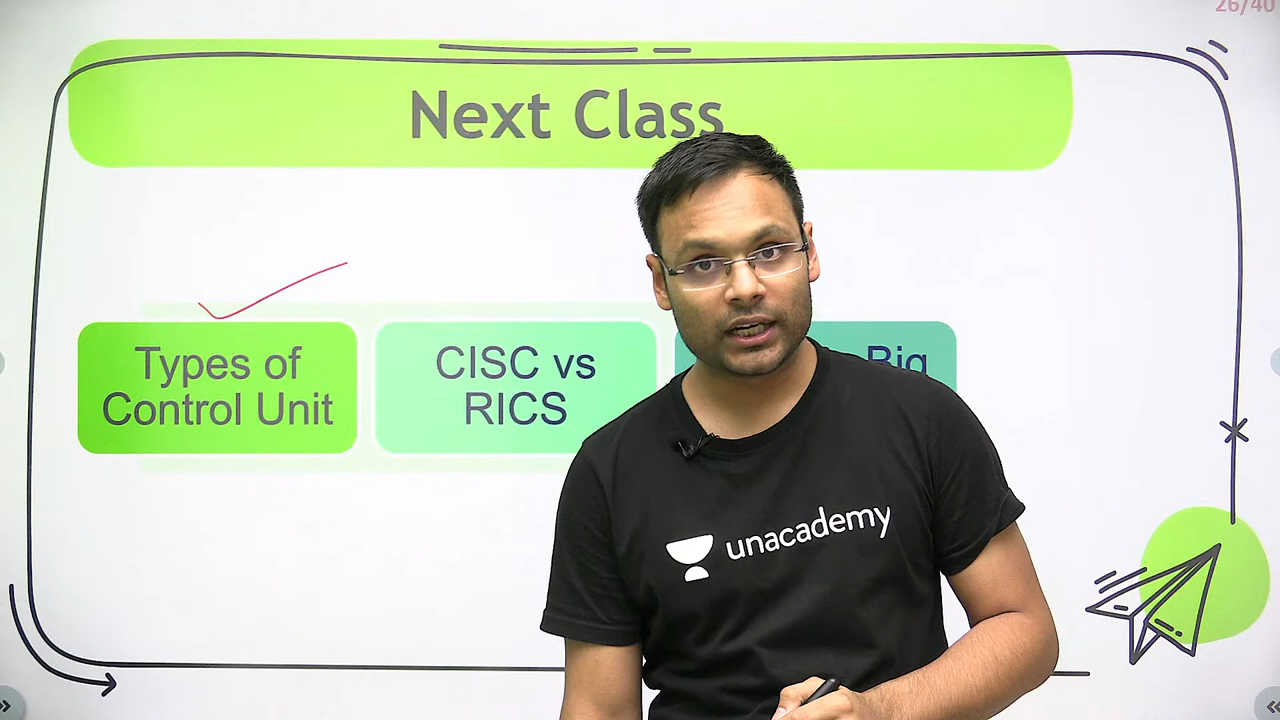 26/40
Next Class
Types of
Control Unit
CISC vs
RICS
Big
unacademy